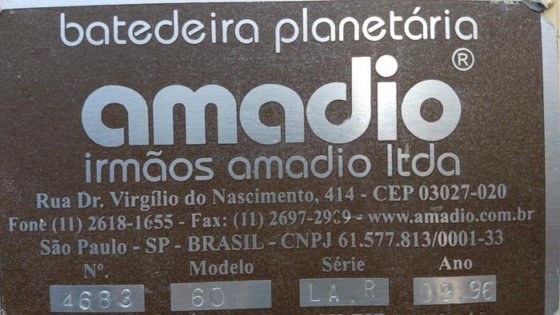 batedeira planetária
amadio®
irmãos amadio ltda
Rua Dr. Virgílio do Nascimento, 414 - CEP 03027-020
Fone (11) 2618-1655 - Fax: (11) - www.amadio.com.br
São Paulo - SP - BRASIL - CNPJ 61.577.813/0001-33
Nº. Modelo Série Ano
4683 60 LA.R 09.96